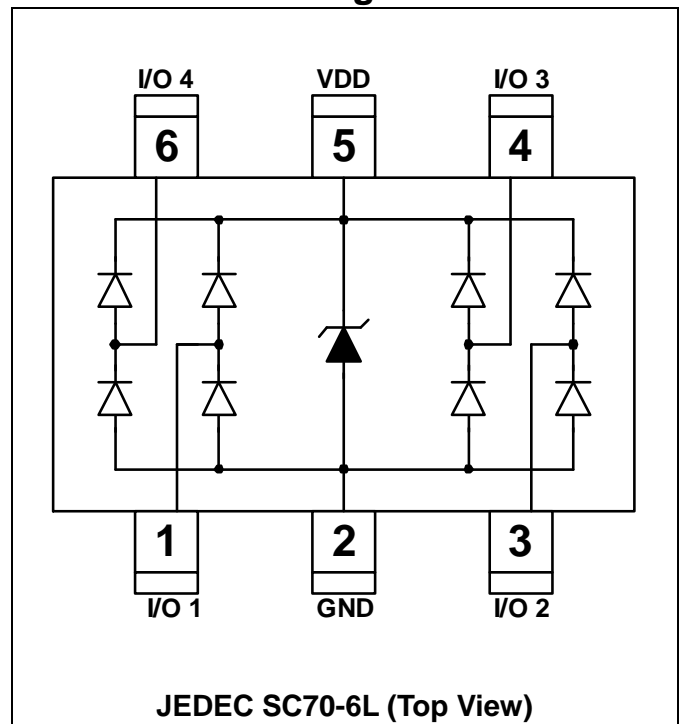 I/O 4 VDD I/O 3
6 5 4
1 2 3
I/O 1 GND I/O 2
JEDEC SC70-6L (Top View)